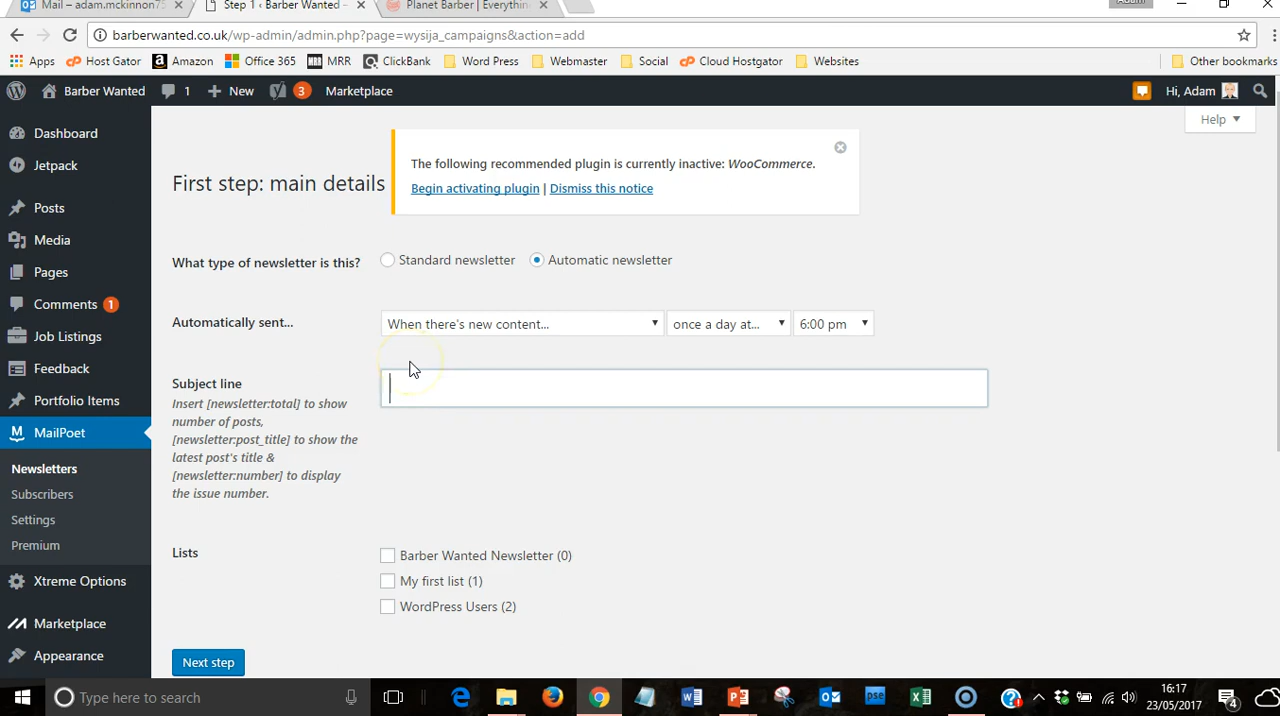 Mail – adam.mckinnon75
Step 1 ‹ Barber Wanted –
Planet Barber | Everythin
Adam
barberwanted.co.uk/wp-admin/admin.php?page=wysija_campaigns&action=add
Apps Host Gator Amazon Office 365 MRR ClickBank Word Press Webmaster Social Cloud Hostgator Websites Other bookmarks
Barber Wanted 1 New 3 Marketplace Hi, Adam
Help
Dashboard
Jetpack
Posts
Media
Pages
Comments 1
Job Listings
Feedback
Portfolio Items
MailPoet
Newsletters
Subscribers
Settings
Premium
Xtreme Options
Marketplace
Appearance
The following recommended plugin is currently inactive: WooCommerce.
Begin activating plugin | Dismiss this notice
First step: main details
What type of newsletter is this? Standard newsletter Automatic newsletter
Automatically sent... When there's new content... once a day at... 6:00 pm
Subject line
Insert [newsletter:total] to show
number of posts,
[newsletter:post_title] to show the
latest post's title &
[newsletter:number] to display
the issue number.
Lists
Barber Wanted Newsletter (0)
My first list (1)
WordPress Users (2)
Next step
Type here to search
16:17
23/05/2017
4